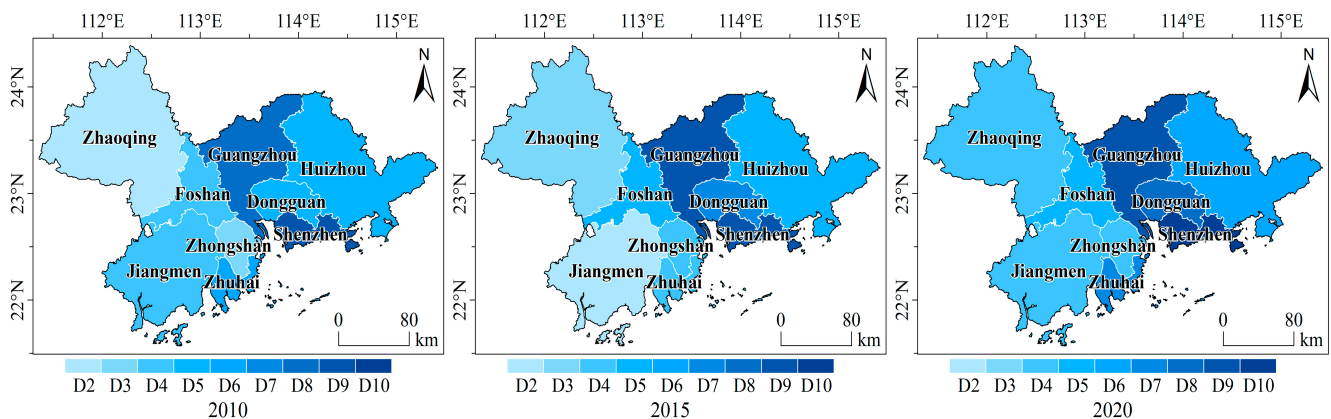 112°E 113°E 114°E 115°E
N
24°N
23°N
22°N
Zhaoqing
Guangzhou
Huizhou
Foshan
Dongguan
Shenzhen
Zhongshan
Jiangmen
Zhuhai
0 80
km
D2 D3 D4 D5 D6 D7 D8 D9 D10
2010
112°E 113°E 114°E 115°E
N
24°N
23°N
22°N
Zhaoqing
Guangzhou
Huizhou
Foshan
Dongguan
Shenzhen
Zhongshan
Jiangmen
Zhuhai
0 80
km
D2 D3 D4 D5 D6 D7 D8 D9 D10
2015
112°E 113°E 114°E 115°E
N
24°N
23°N
22°N
Zhaoqing
Guangzhou
Huizhou
Foshan
Dongguan
Shenzhen
Zhongshan
Jiangmen
Zhuhai
0 80
km
D2 D3 D4 D5 D6 D7 D8 D9 D10
2020